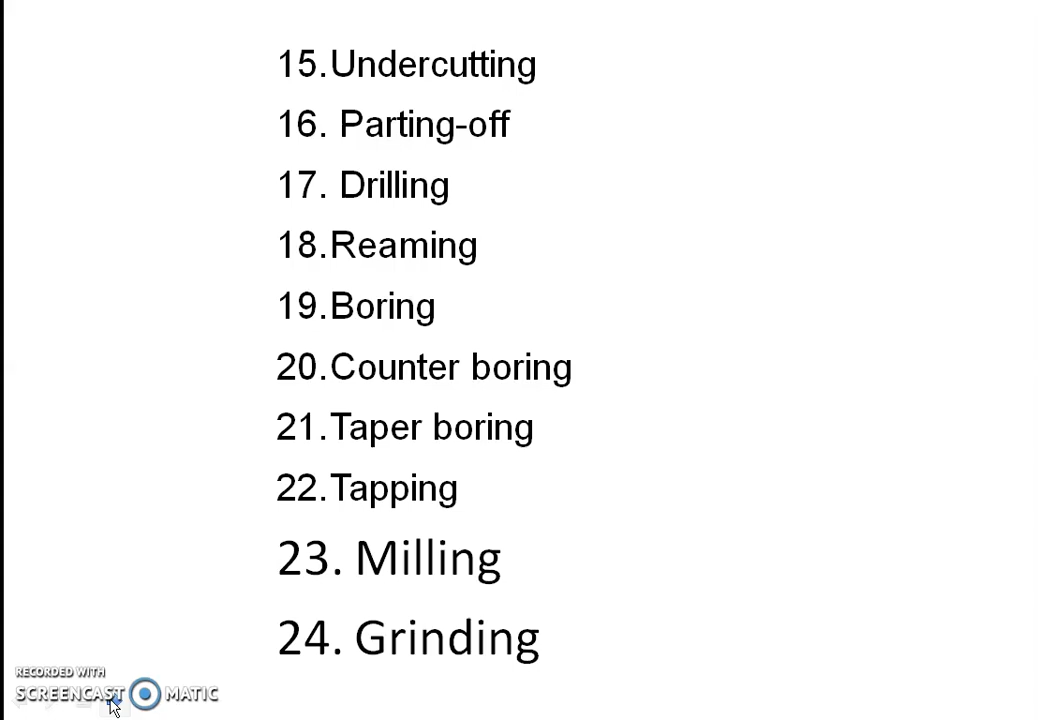 15.Undercutting
16. Parting-off
17. Drilling
18.Reaming
19.Boring
20.Counter boring
21.Taper boring
22.Tapping
23. Milling
24. Grinding
RECORDED WITH
SCREENCAST MATIC